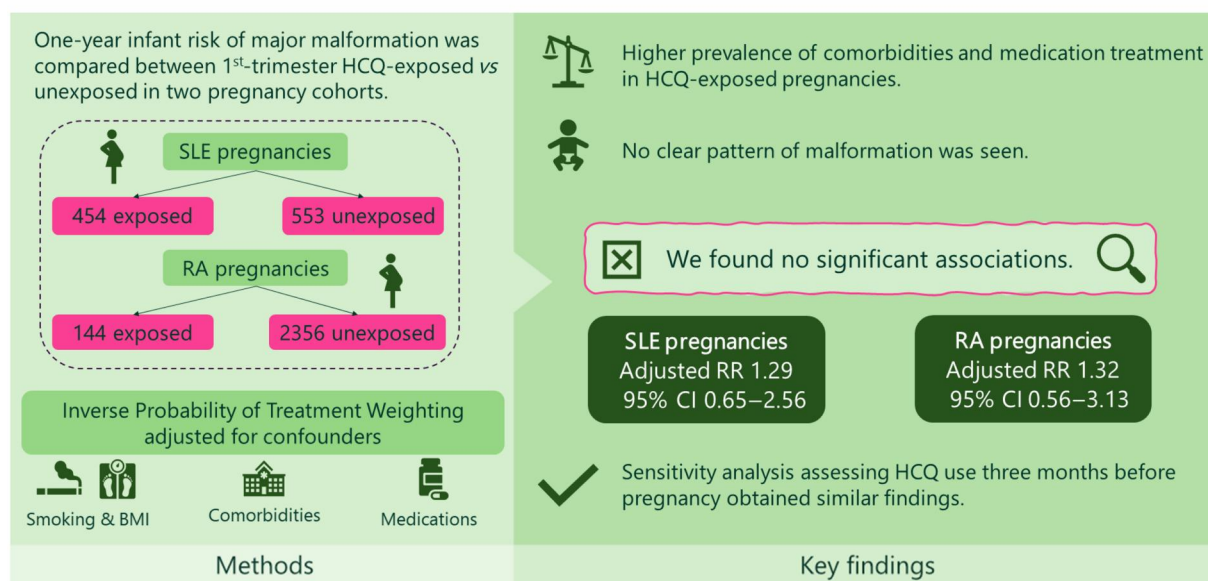 One-year infant risk of major malformation was
compared between 1st-trimester HCQ-exposed vs
unexposed in two pregnancy cohorts.
SLE pregnancies
454 exposed
553 unexposed
RA pregnancies
144 exposed
2356 unexposed
Inverse Probability of Treatment Weighting
adjusted for confounders
Smoking & BMI
Comorbidities
Medications
Methods
Higher prevalence of comorbidities and medication treatment
in HCQ-exposed pregnancies.
No clear pattern of malformation was seen.
We found no significant associations.
SLE pregnancies
Adjusted RR 1.29
95% CI 0.65–2.56
RA pregnancies
Adjusted RR 1.32
95% CI 0.56–3.13
Sensitivity analysis assessing HCQ use three months before
pregnancy obtained similar findings.
Key findings